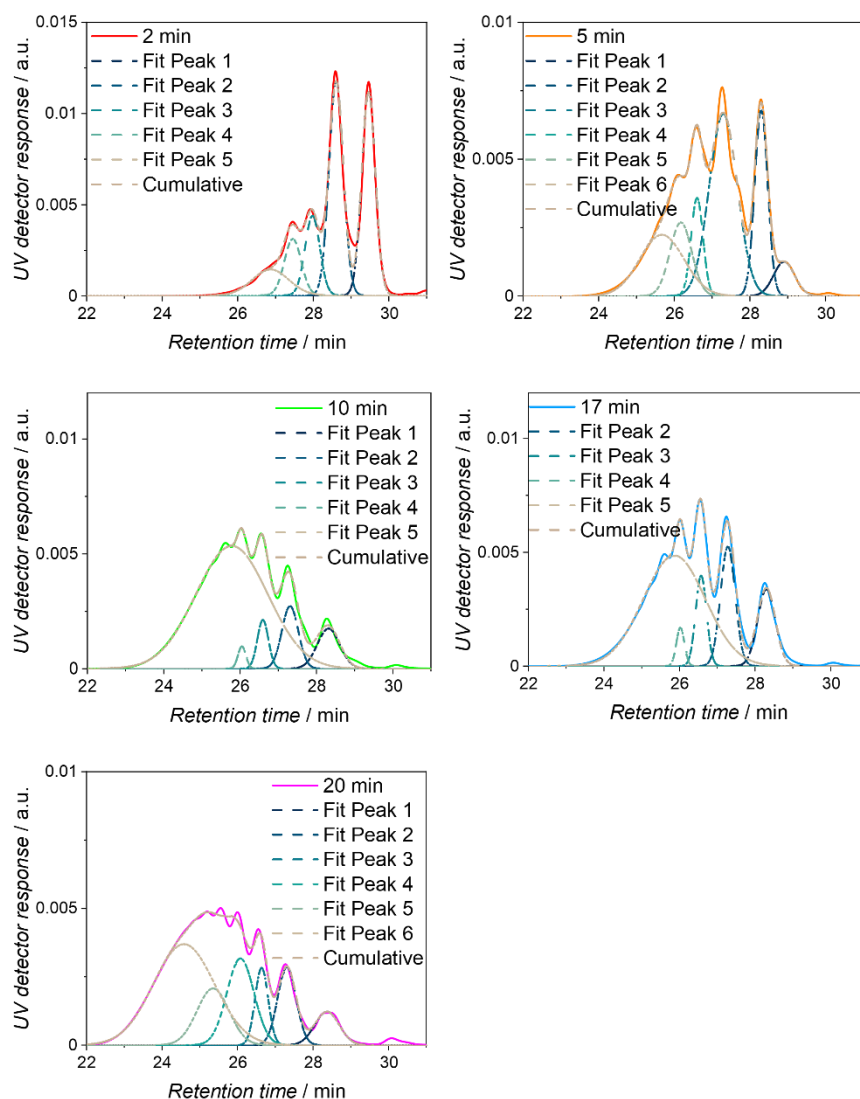 0.015
0.010
0.005
0
UV detector response / a.u.
2 min
Fit Peak 1
Fit Peak 2
Fit Peak 3
Fit Peak 4
Fit Peak 5
Cumulative
22 24 26 28 30
Retention time / min
0.01
0.005
0
UV detector response / a.u.
5 min
Fit Peak 1
Fit Peak 2
Fit Peak 3
Fit Peak 4
Fit Peak 5
Fit Peak 6
Cumulative
22 24 26 28 30
Retention time / min
0.01
0.005
0
UV detector response / a.u.
10 min
Fit Peak 1
Fit Peak 2
Fit Peak 3
Fit Peak 4
Fit Peak 5
Cumulative
22 24 26 28 30
Retention time / min
0.01
0.005
0
UV detector response / a.u.
17 min
Fit Peak 2
Fit Peak 3
Fit Peak 4
Fit Peak 5
Cumulative
22 24 26 28 30
Retention time / min
0.01
0.005
0
UV detector response / a.u.
20 min
Fit Peak 1
Fit Peak 2
Fit Peak 3
Fit Peak 4
Fit Peak 5
Fit Peak 6
Cumulative
22 24 26 28 30
Retention time / min